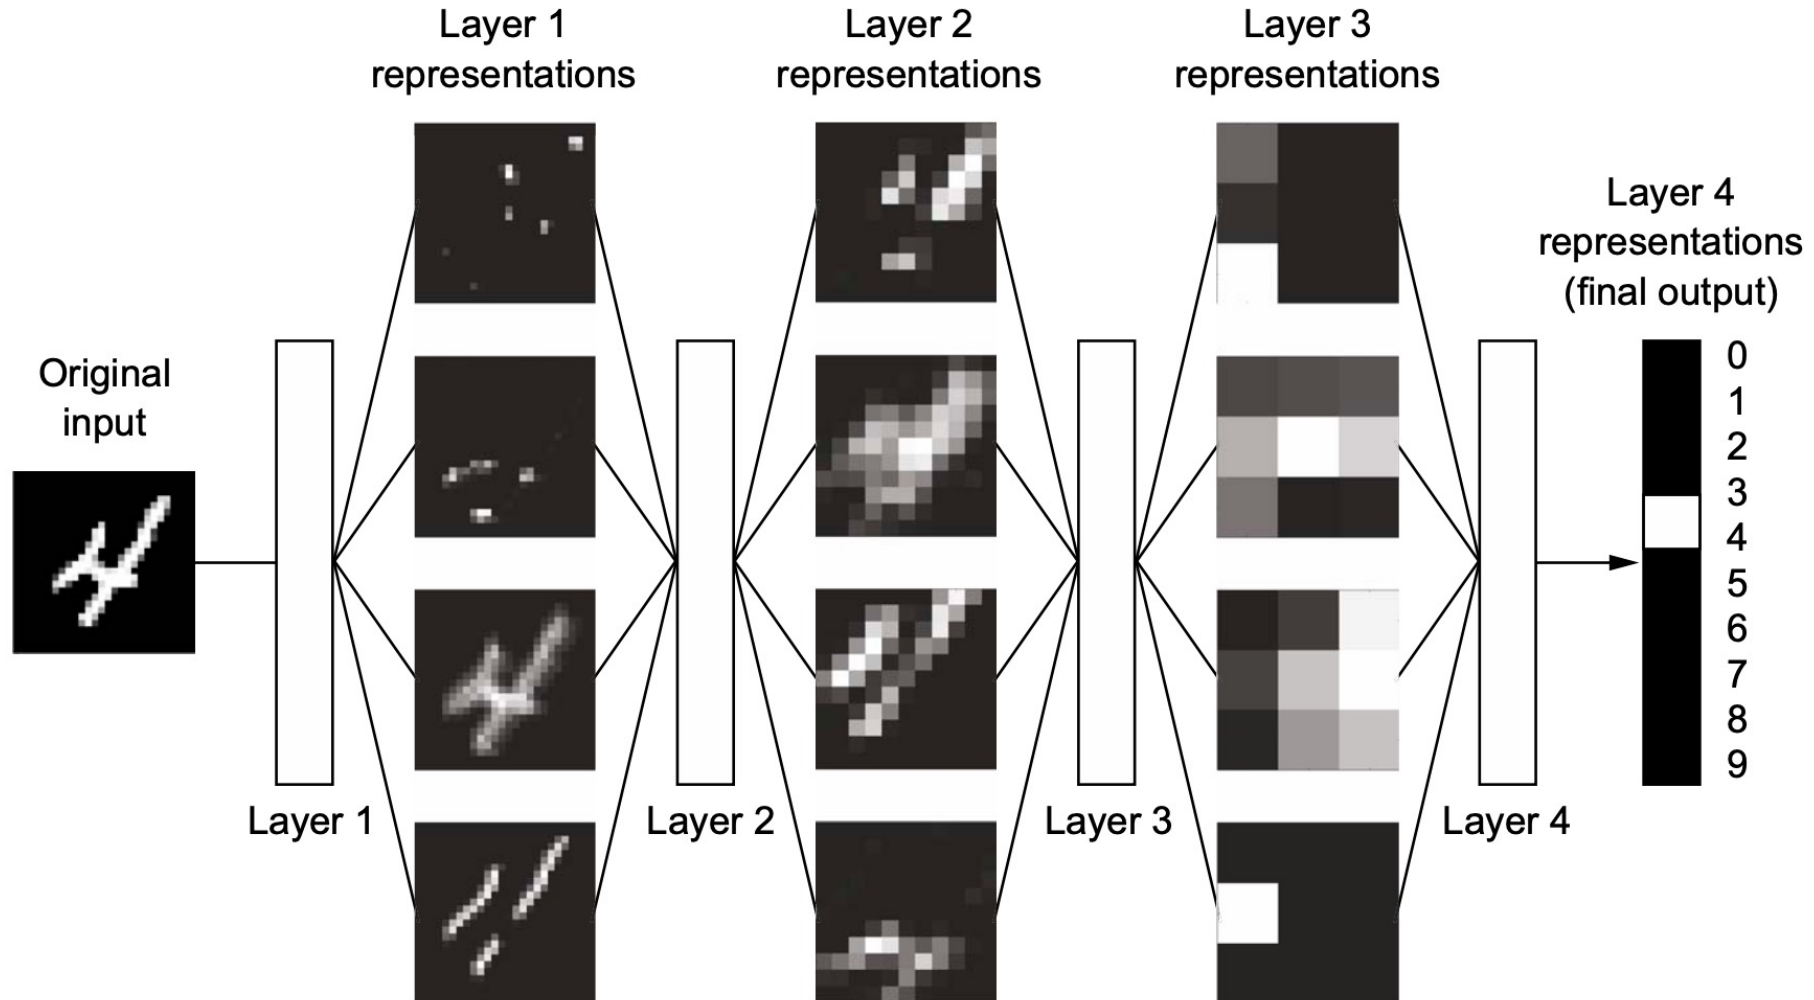 Layer 1
representations
Layer 2
representations
Layer 3
representations
Layer 4
representations
(final output)
Original
input
0
1
2
3
4
5
6
7
8
9
Layer 1
Layer 2
Layer 3
Layer 4